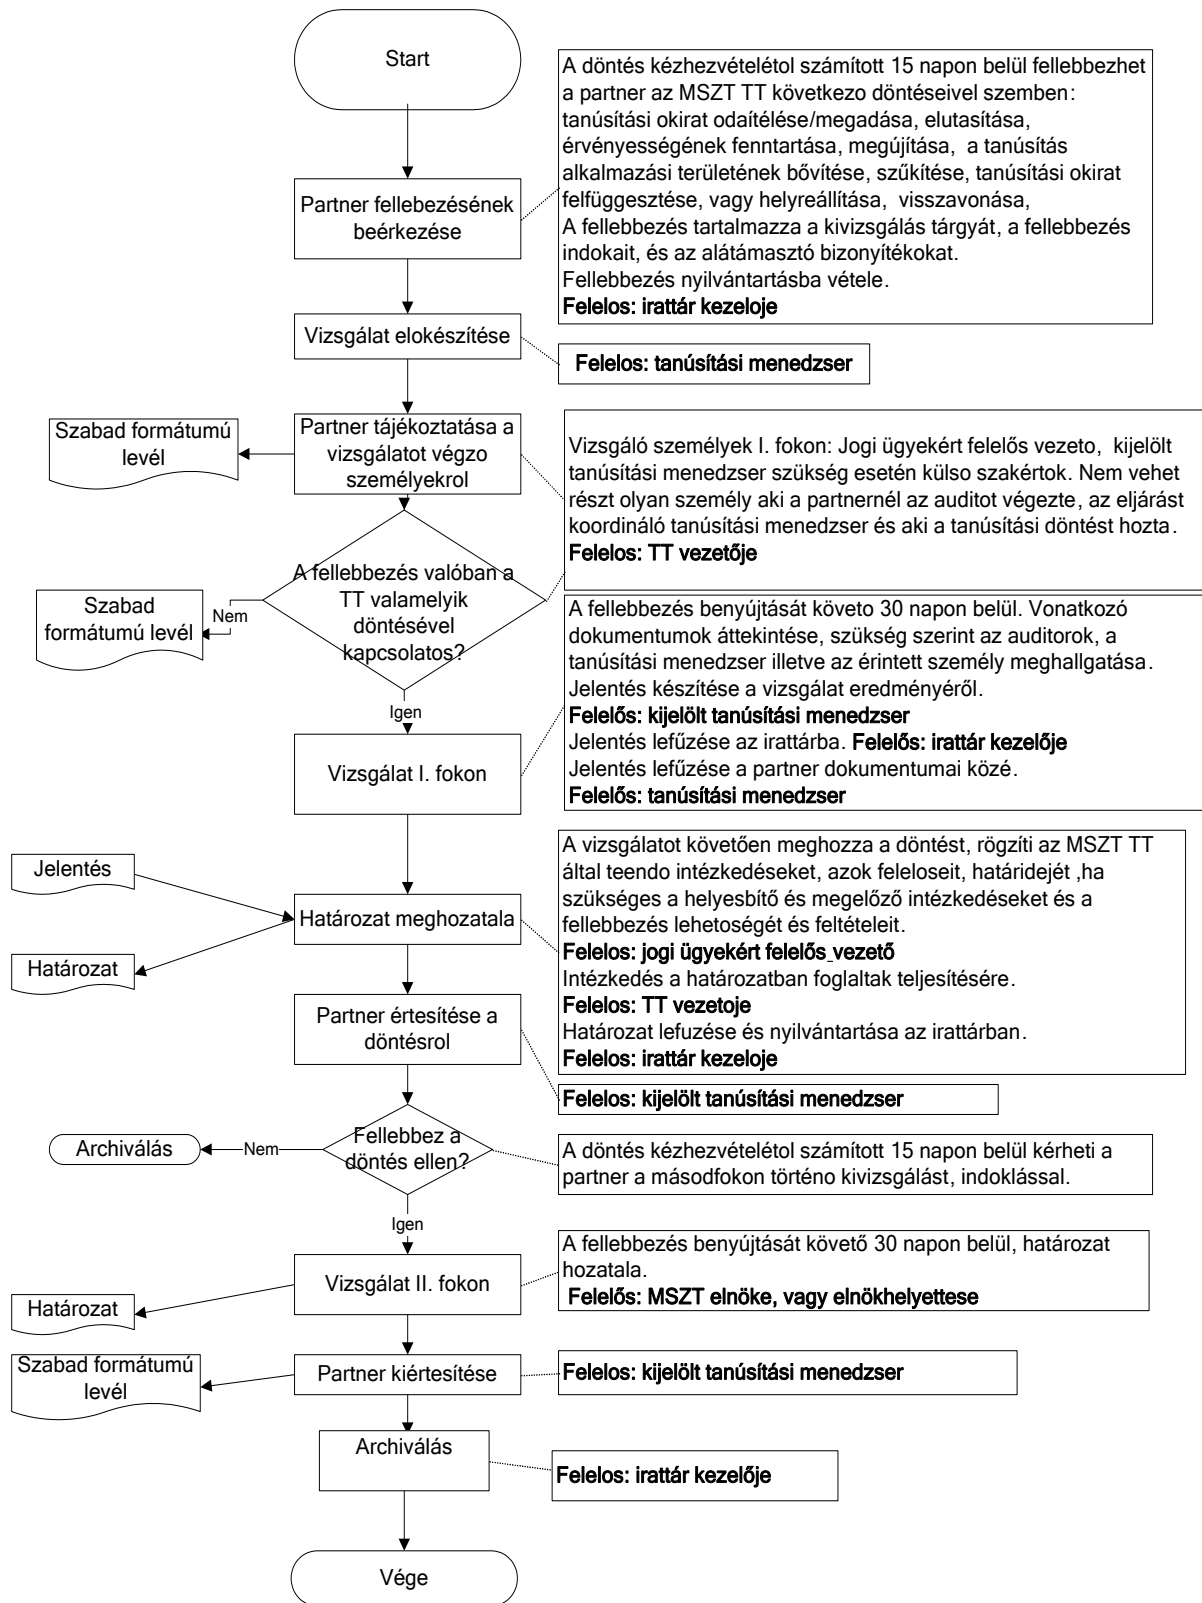 Start
A döntés kézhezvételétol számított 15 napon belül fellebbezhet
a partner az MSZT TT következo döntéseivel szemben:
tanúsítási okirat odaítélése/megadása, elutasítása,
érvényességének fenntartása, megújítása, a tanúsítás
alkalmazási területének bővítése, szűkítése, tanúsítási okirat
felfüggesztése, vagy helyreállítása, visszavonása,
A fellebbezés tartalmazza a kivizsgálás tárgyát, a fellebbezés
indokait, és az alátámasztó bizonyítékokat.
Fellebbezés nyilvántartásba vétele.
Felelos: irattár kezeloje
Partner fellebezésének
beérkezése
Vizsgálat elokészítése
Felelos: tanúsítási menedzser
Szabad formátumú
levél
Partner tájékoztatása a
vizsgálatot végzo
személyekrol
Vizsgáló személyek I. fokon: Jogi ügyekért felelős vezeto, kijelölt
tanúsítási menedzser szükség esetén külso szakértok. Nem vehet
részt olyan személy aki a partnernél az auditot végezte, az eljárást
koordináló tanúsítási menedzser és aki a tanúsítási döntést hozta.
Felelos: TT vezetője
A fellebbezés valóban a
TT valamelyik
döntésével
kapcsolatos?
Nem
Szabad
formátumú levél
Igen
A fellebbezés benyújtását követo 30 napon belül. Vonatkozó
dokumentumok áttekintése, szükség szerint az auditorok, a
tanúsítási menedzser illetve az érintett személy meghallgatása.
Jelentés készítése a vizsgálat eredményéről.
Felelős: kijelölt tanúsítási menedzser
Jelentés lefűzése az irattárba. Felelős: irattár kezelője
Jelentés lefűzése a partner dokumentumai közé.
Felelős: tanúsítási menedzser
Vizsgálat I. fokon
Jelentés
Határozat meghozatala
Határozat
A vizsgálatot követően meghozza a döntést, rögzíti az MSZT TT
által teendo intézkedéseket, azok feleloseit, határidejét ,ha
szükséges a helyesbítő és megelőző intézkedéseket és a
fellebbezés lehetoségét és feltételeit.
Felelos: jogi ügyekért felelős vezető
Intézkedés a határozatban foglaltak teljesítésére.
Felelos: TT vezetoje
Határozat lefuzése és nyilvántartása az irattárban.
Felelos: irattár kezeloje
Partner értesítése a
döntésrol
Felelos: kijelölt tanúsítási menedzser
Fellebbez a
döntés ellen?
Nem
Archiválás
A döntés kézhezvételétol számított 15 napon belül kérheti a
partner a másodfokon történo kivizsgálást, indoklással.
Igen
Vizsgálat II. fokon
A fellebbezés benyújtását követő 30 napon belül, határozat
hozatala.
Felelős: MSZT elnöke, vagy elnökhelyettese
Határozat
Szabad formátumú
levél
Partner kiértesítése
Felelos: kijelölt tanúsítási menedzser
Archiválás
Felelos: irattár kezelője
Vége